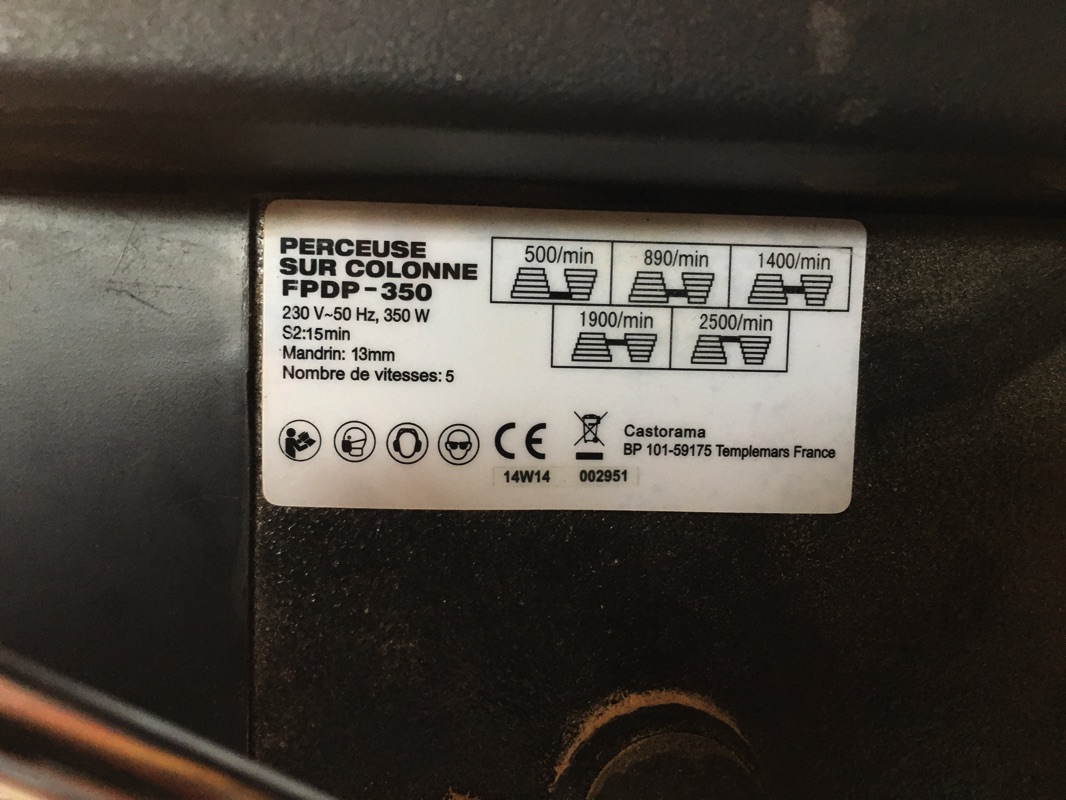 PERCEUSE
SUR COLONNE
FPDP-350
230 V~50 Hz, 350 W
S2:15min
Mandrin: 13mm
Nombre de vitesses: 5
500/min 890/min 1400/min
1900/min 2500/min
CE
Castorama
BP 101-59175 Templemars France
14W14 002951